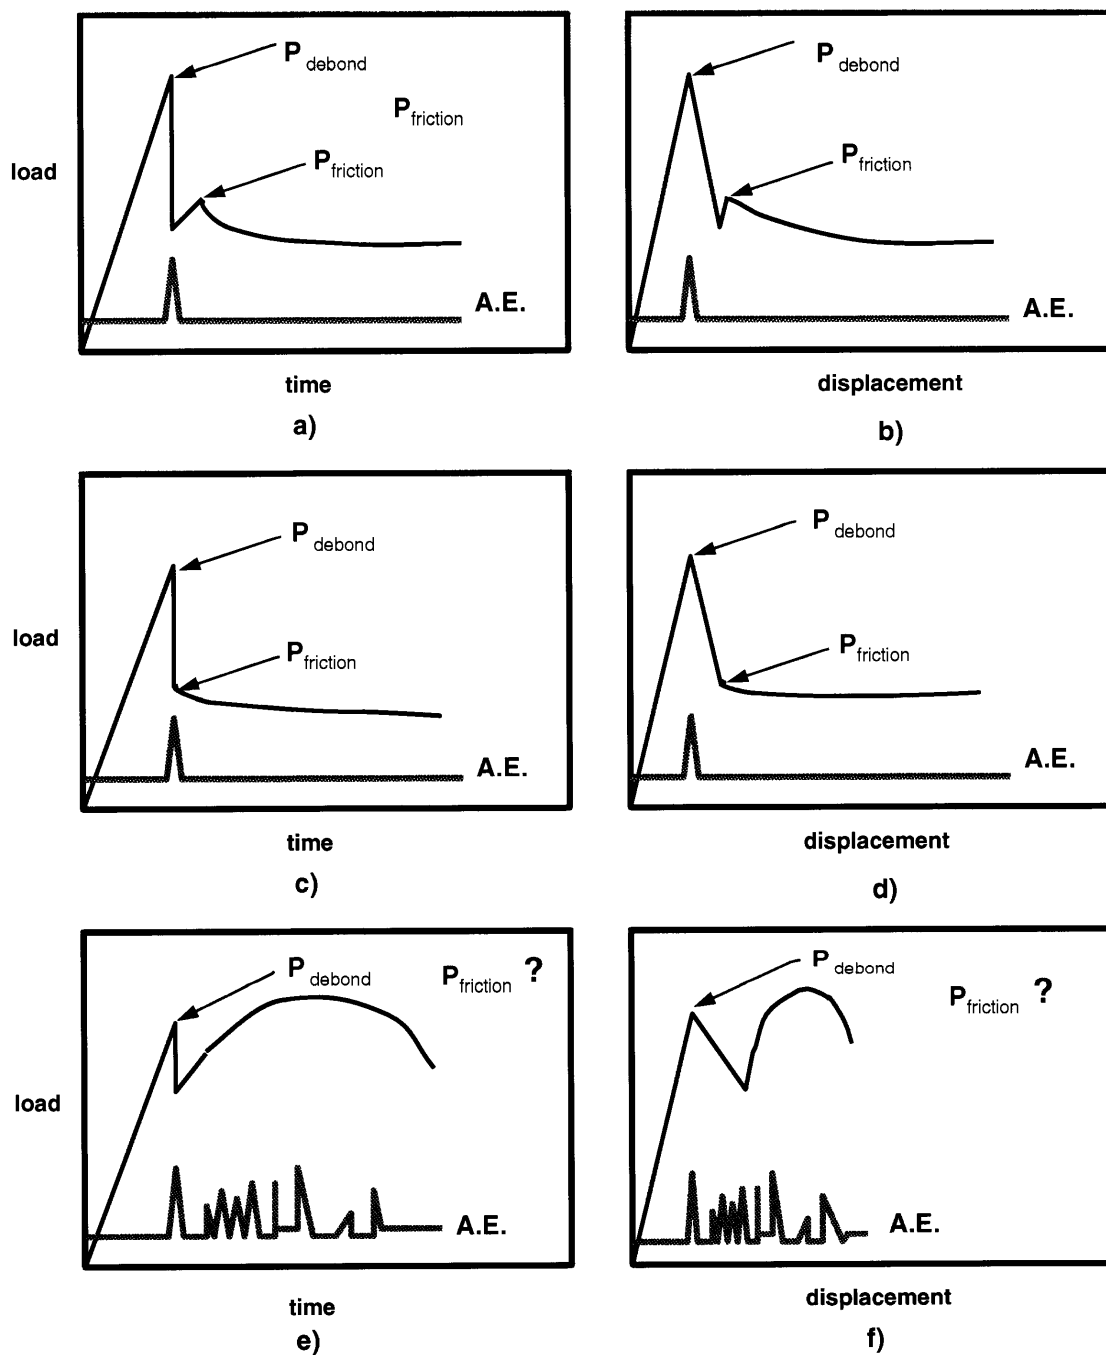 P debond
P friction
P friction
load
A.E.
time
a)
P debond
P friction
A.E.
displacement
b)
P debond
load
P friction
A.E.
time
c)
P debond
P friction
A.E.
displacement
d)
P debond
P friction ?
load
A.E.
time
e)
P debond
P friction ?
A.E.
displacement
f)